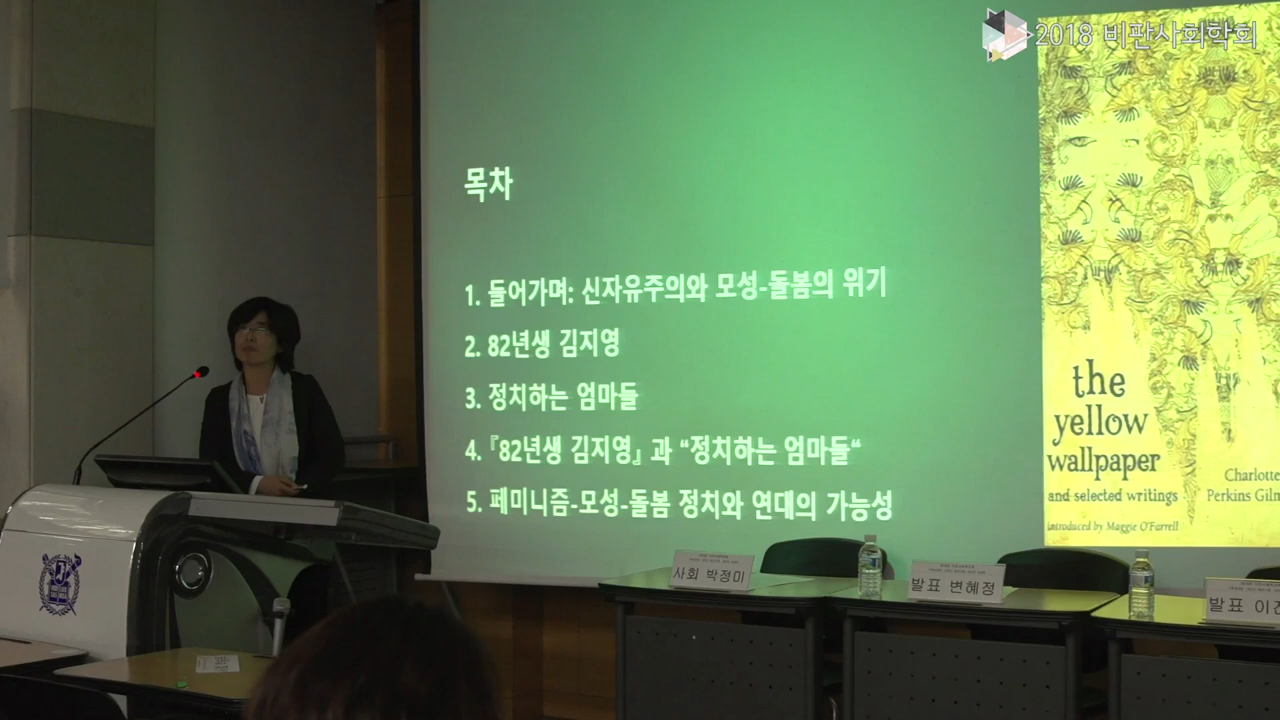 2018 비판사회학회
목차
1. 들어가며: 신자유주의와 모성-돌봄의 위기
2. 82년생 김지영
3. 정치하는 엄마들
4. 『82년생 김지영』 과 “정치하는 엄마들“
5. 페미니즘-모성-돌봄 정치와 연대의 가능성
the
yellow
wallpaper
and selected writings
Charlotte
Perkins Giln
introduced by Maggie O'Farrell
사회 박정미
발표 변혜정
발표 이진